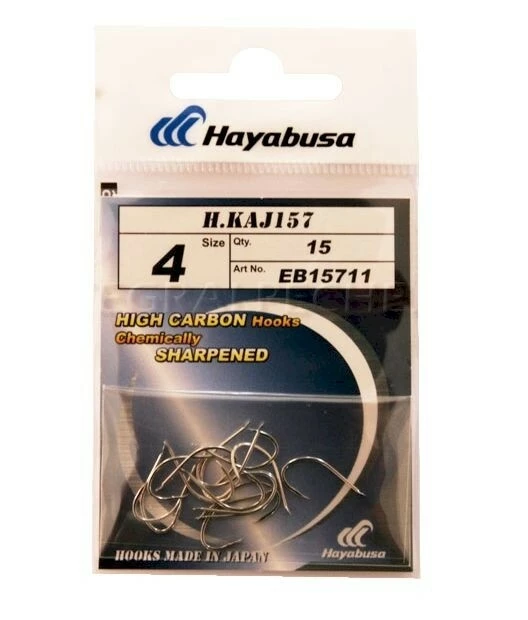 Hayabusa
H.KAJ157
4 Size Qty. 15
Art No. EB15711
HIGH CARBON Hooks
Chemically
SHARPENED
Hayabusa
HOOKS MADE IN JAPAN